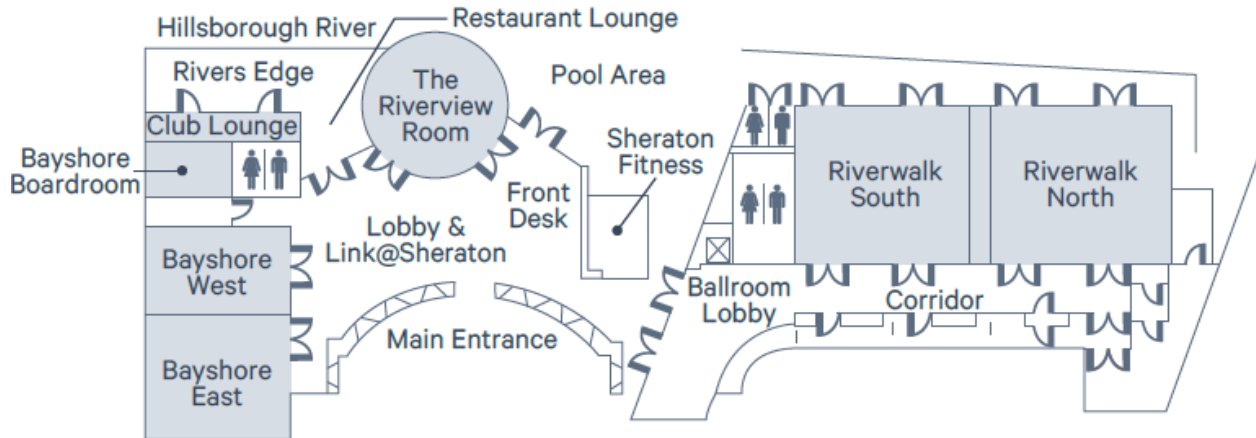 Hillsborough River
Restaurant Lounge
Rivers Edge
The
Riverview
Room
Pool Area
Club Lounge
Bayshore
Boardroom
Sheraton
Fitness
Riverwalk
South
Riverwalk
North
Front
Desk
Lobby &
Link@Sheraton
Bayshore
West
Ballroom
Lobby
Corridor
Main Entrance
Bayshore
East